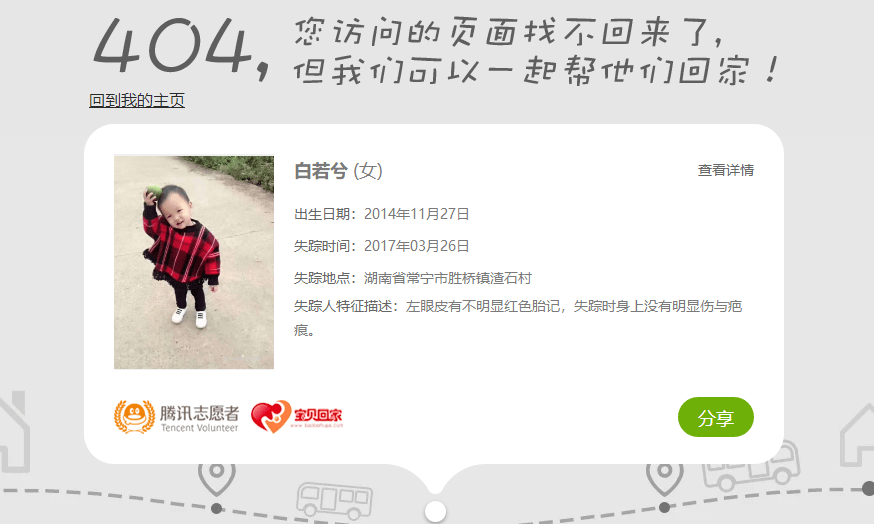 404,
您访问的页面找不回来了,
但我们可以一起帮他们回家！
回到我的主页
白若兮 (女)
查看详情
出生日期：2014年11月27日
失踪时间：2017年03月26日
失踪地点：湖南省常宁市胜桥镇渣石村
失踪人特征描述：左眼皮有不明显红色胎记，失踪时身上没有明显伤与疤
痕。
腾讯志愿者
Tencent Volunteer
宝贝回家
分享